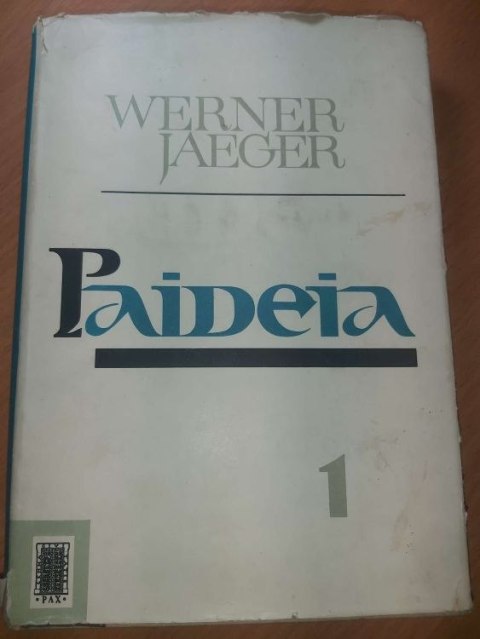 WERNER
JAEGER
Paideia
1
• PAX •